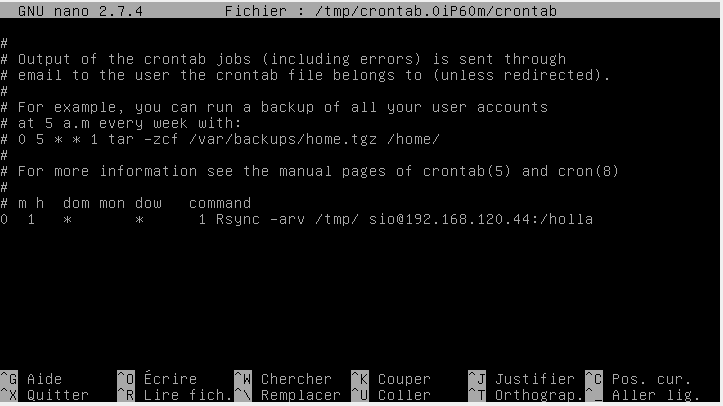 GNU nano 2.7.4 Fichier : /tmp/crontab.0iP60m/crontab
#
# Output of the crontab jobs (including errors) is sent through
# email to the user the crontab file belongs to (unless redirected).
#
# For example, you can run a backup of all your user accounts
# at 5 a.m every week with:
# 0 5 * * 1 tar -zcf /var/backups/home.tgz /home/
#
# For more information see the manual pages of crontab(5) and cron(8)
#
# m h  dom mon dow   command
0  1   *       *      1 Rsync -arv /tmp/ sio@192.168.120.44:/holla
^G Aide ^O Écrire ^W Chercher ^K Couper ^J Justifier ^C Pos. cur.
^X Quitter ^R Lire fich. ^\ Remplacer ^U Coller ^T Orthograp. ^_ Aller lig.